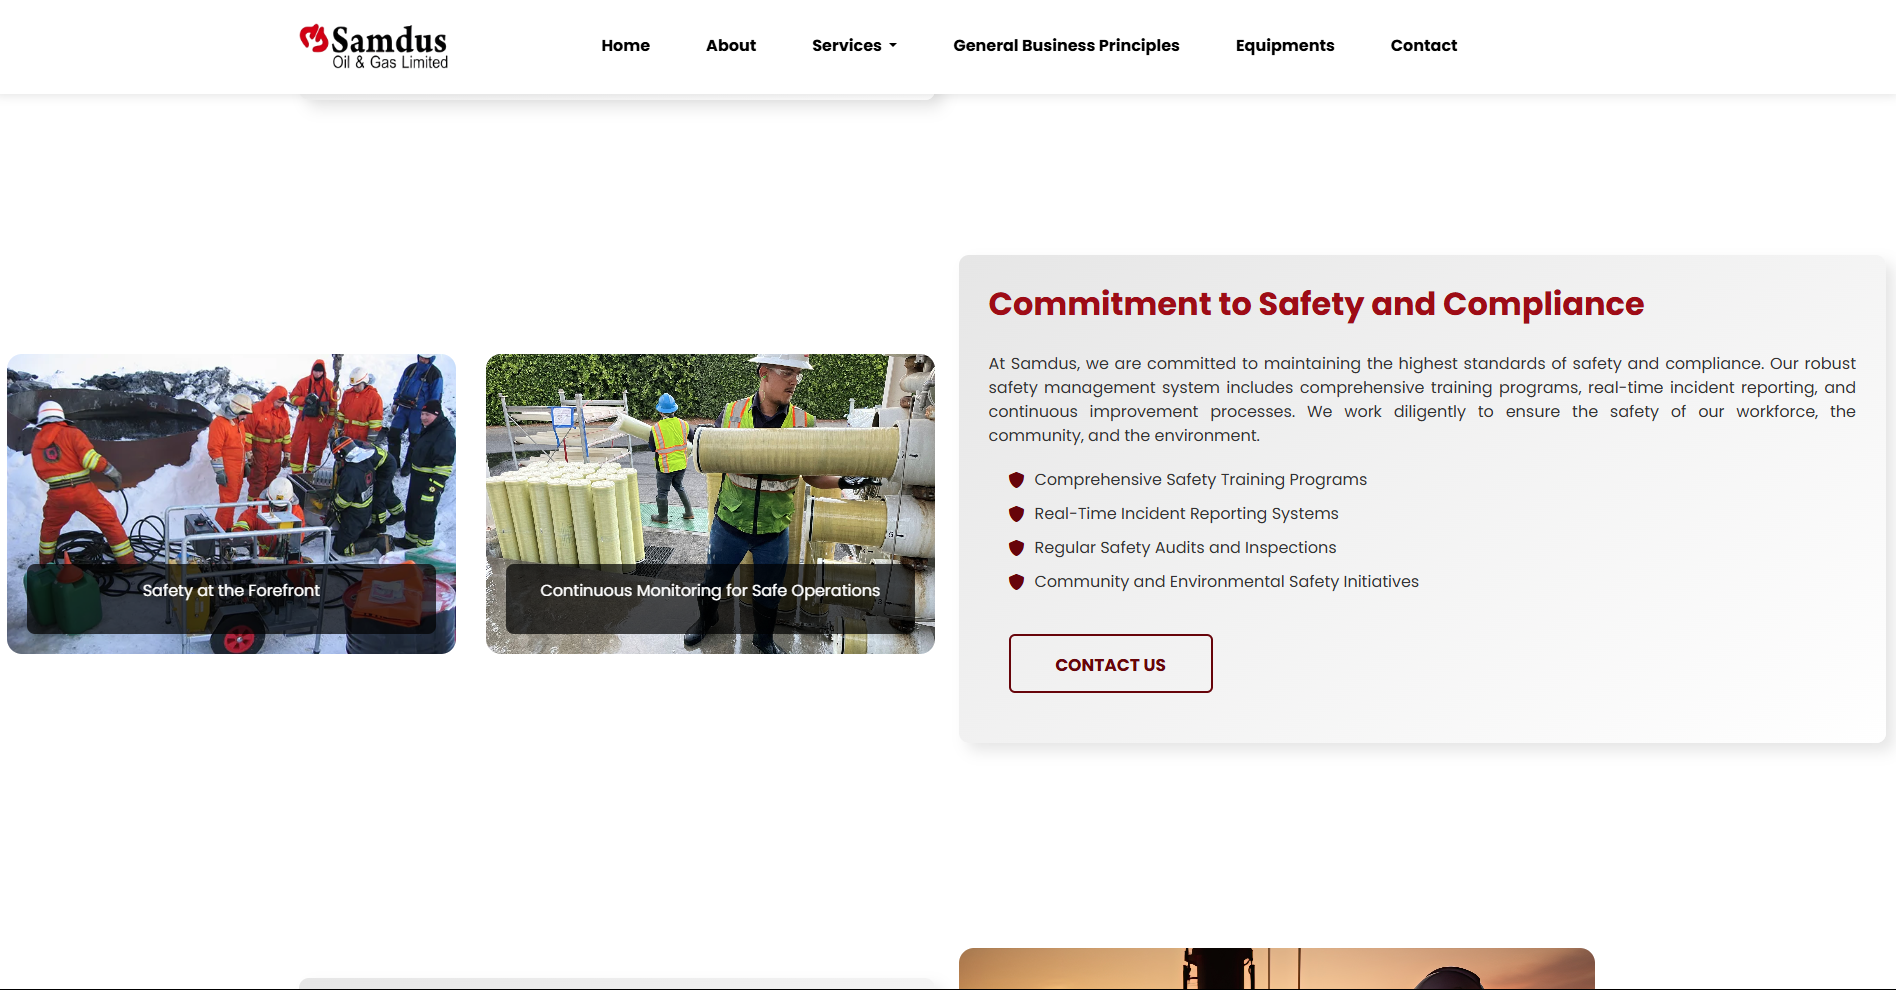 Samdus
Oil & Gas Limited
Home
About
Services
General Business Principles
Equipments
Contact
Safety at the Forefront
Continuous Monitoring for Safe Operations
Commitment to Safety and Compliance
At Samdus, we are committed to maintaining the highest standards of safety and compliance. Our robust
safety management system includes comprehensive training programs, real-time incident reporting, and
continuous improvement processes. We work diligently to ensure the safety of our workforce, the
community, and the environment.
Comprehensive Safety Training Programs
Real-Time Incident Reporting Systems
Regular Safety Audits and Inspections
Community and Environmental Safety Initiatives
CONTACT US